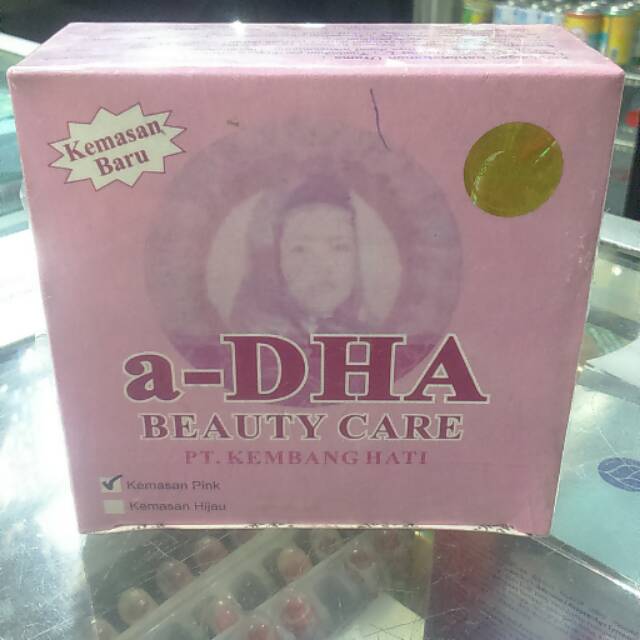 Kemasan
Baru
a-DHA
BEAUTY CARE
PT. KEMBANG HATI
Kemasan Pink
Kemasan Hijau